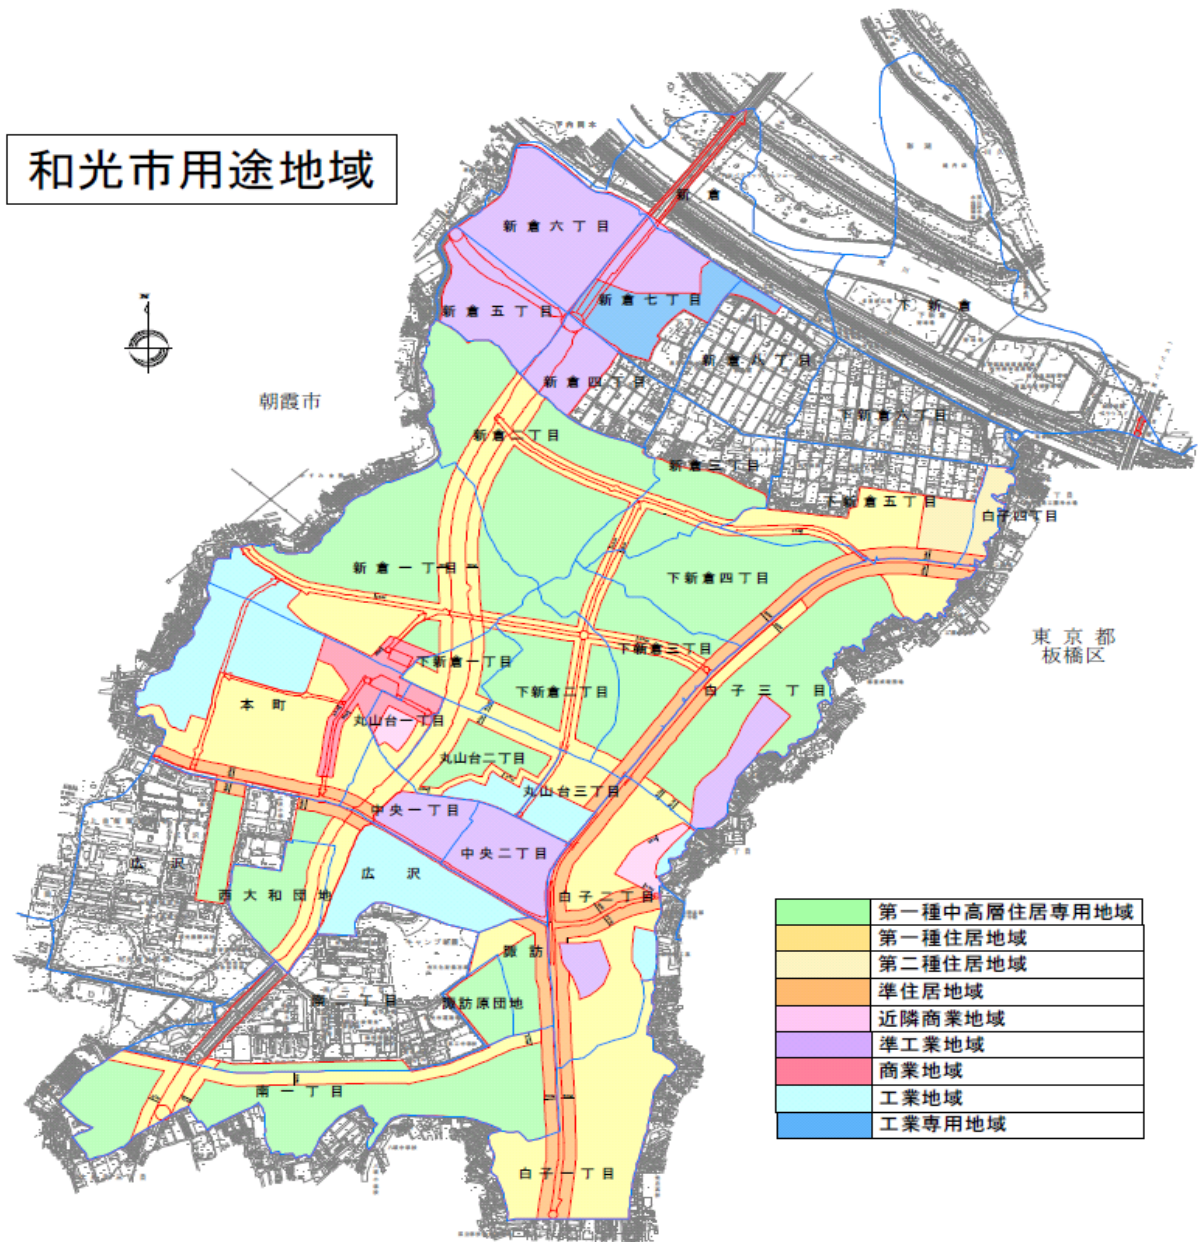 和光市用途地域
新倉
新倉六丁目
新倉七丁目
下新倉
新倉五丁目
新倉八丁目
新倉四丁目
朝霞市
下新倉六丁目
新倉二丁目
新倉三丁目
下新倉五丁目
白子四丁目
新倉一丁目
下新倉四丁目
東京都
板橋区
下新倉三丁目
下新倉一丁目
下新倉二丁目
白子三丁目
本町
丸山台一丁目
丸山台二丁目
丸山台三丁目
中央一丁目
中央二丁目
広沢
広沢
西大和団地
白子二丁目
諏訪
諏訪原団地
南二丁目
南一丁目
白子一丁目
第一種中高層住居専用地域
第一種住居地域
第二種住居地域
準住居地域
近隣商業地域
準工業地域
商業地域
工業地域
工業専用地域